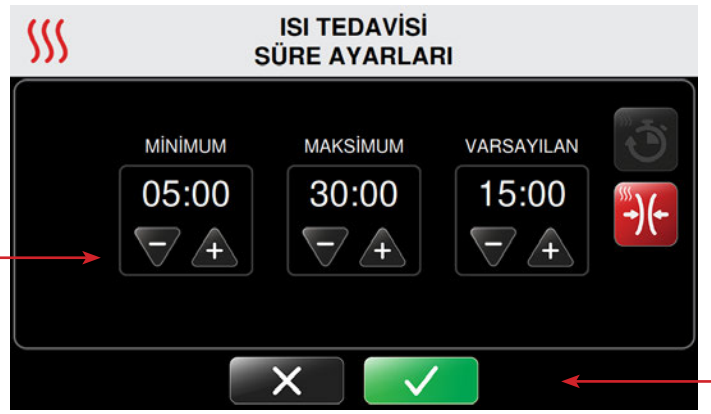 ISI TEDAVİSİ
SÜRE AYARLARI
MİNİMUM MAKSİMUM VARSAYILAN
05:00 30:00 15:00
− + − + − +